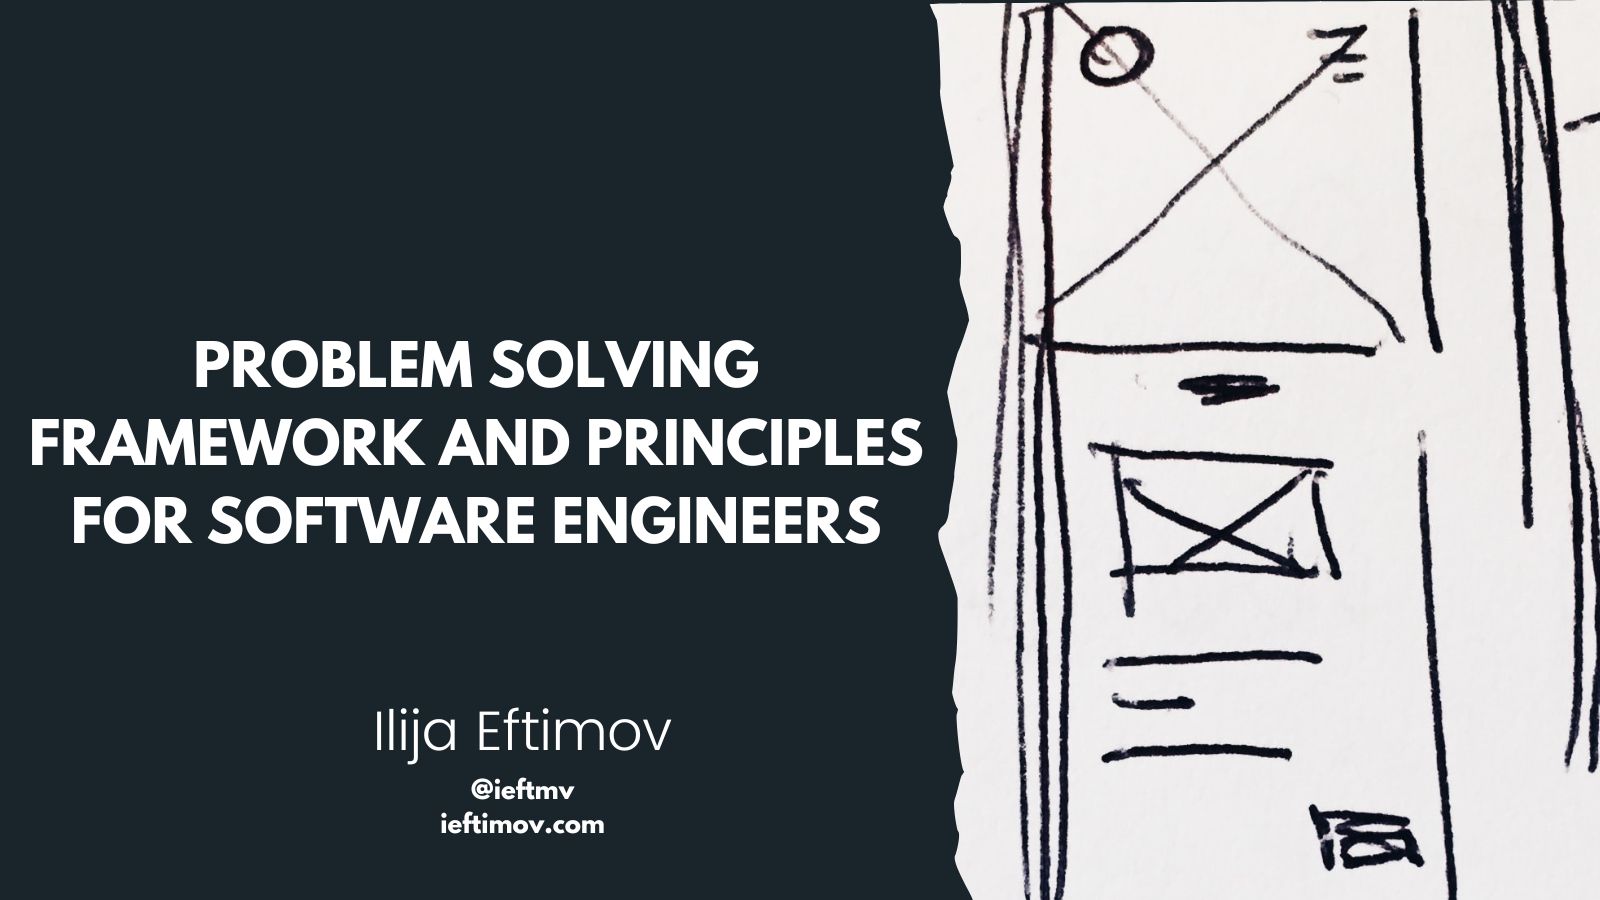 PROBLEM SOLVING
FRAMEWORK AND PRINCIPLES
FOR SOFTWARE ENGINEERS
Ilija Eftimov
@ieftmv
ieftimov.com